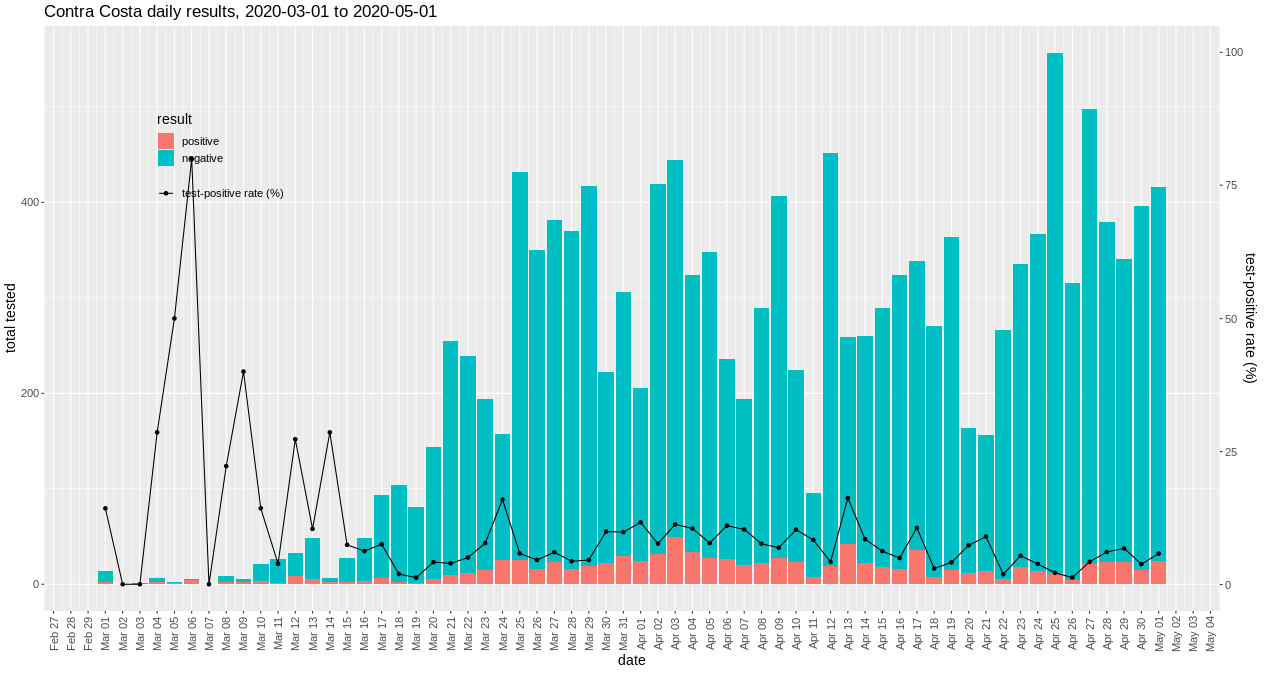 Contra Costa daily results, 2020-03-01 to 2020-05-01
result
positive
negative
test-positive rate (%)
total tested
400
200
0
100
75
50
25
0
test-positive rate (%)
Feb 27
Feb 28
Feb 29
Mar 01
Mar 02
Mar 03
Mar 04
Mar 05
Mar 06
Mar 07
Mar 08
Mar 09
Mar 10
Mar 11
Mar 12
Mar 13
Mar 14
Mar 15
Mar 16
Mar 17
Mar 18
Mar 19
Mar 20
Mar 21
Mar 22
Mar 23
Mar 24
Mar 25
Mar 26
Mar 27
Mar 28
Mar 29
Mar 30
Mar 31
Apr 01
Apr 02
Apr 03
Apr 04
Apr 05
Apr 06
Apr 07
Apr 08
Apr 09
Apr 10
Apr 11
Apr 12
Apr 13
Apr 14
Apr 15
Apr 16
Apr 17
Apr 18
Apr 19
Apr 20
Apr 21
Apr 22
Apr 23
Apr 24
Apr 25
Apr 26
Apr 27
Apr 28
Apr 29
Apr 30
May 01
May 02
May 03
May 04
date